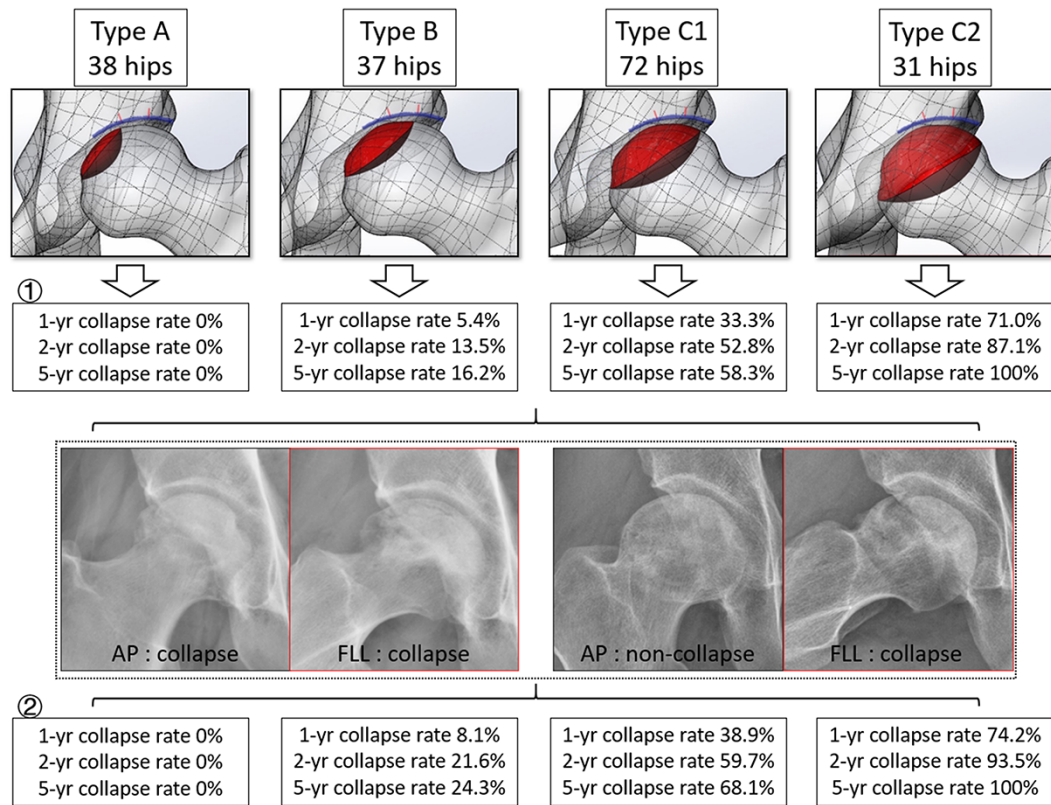 Type A
38 hips
Type B
37 hips
Type C1
72 hips
Type C2
31 hips
①
1-yr collapse rate 0%
2-yr collapse rate 0%
5-yr collapse rate 0%
1-yr collapse rate 5.4%
2-yr collapse rate 13.5%
5-yr collapse rate 16.2%
1-yr collapse rate 33.3%
2-yr collapse rate 52.8%
5-yr collapse rate 58.3%
1-yr collapse rate 71.0%
2-yr collapse rate 87.1%
5-yr collapse rate 100%
AP : collapse
FLL : collapse
AP : non-collapse
FLL : collapse
②
1-yr collapse rate 0%
2-yr collapse rate 0%
5-yr collapse rate 0%
1-yr collapse rate 8.1%
2-yr collapse rate 21.6%
5-yr collapse rate 24.3%
1-yr collapse rate 38.9%
2-yr collapse rate 59.7%
5-yr collapse rate 68.1%
1-yr collapse rate 74.2%
2-yr collapse rate 93.5%
5-yr collapse rate 100%